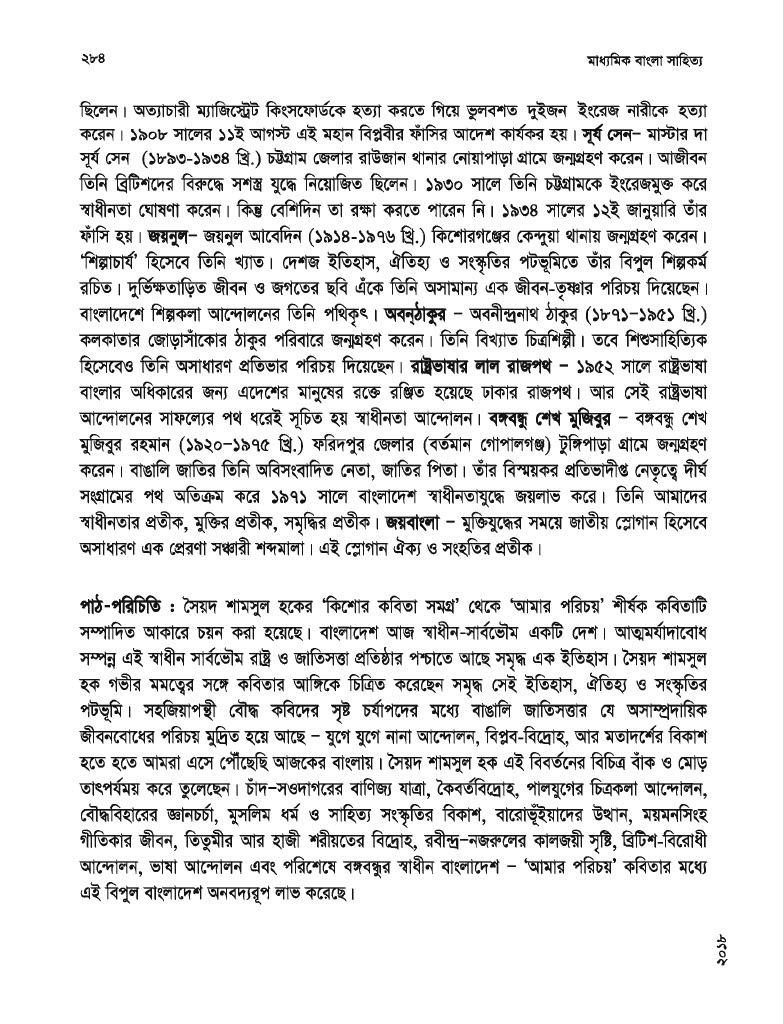 ২৮৪
মাধ্যমিক বাংলা সাহিত্য
ছিলেন। অত্যাচারী ম্যাজিস্ট্রেট কিংসফোর্ডকে হত্যা করতে গিয়ে ভুলবশত দুইজন ইংরেজ নারীকে হত্যা
করেন। ১৯০৮ সালের ১১ই আগস্ট এই মহান বিপ্লবীর ফাঁসির আদেশ কার্যকর হয়। সূর্য সেন– মাস্টার দা
সূর্য সেন (১৮৯৩-১৯৩৪ খ্রি.) চট্টগ্রাম জেলার রাউজান থানার নোয়াপাড়া গ্রামে জন্মগ্রহণ করেন। আজীবন
তিনি ব্রিটিশদের বিরুদ্ধে সশস্ত্র যুদ্ধে নিয়োজিত ছিলেন। ১৯৩০ সালে তিনি চট্টগ্রামকে ইংরেজমুক্ত করে
স্বাধীনতা ঘোষণা করেন। কিন্তু বেশিদিন তা রক্ষা করতে পারেন নি। ১৯৩৪ সালের ১২ই জানুয়ারি তাঁর
ফাঁসি হয়। জয়নুল– জয়নুল আবেদিন (১৯১৪-১৯৭৬ খ্রি.) কিশোরগঞ্জের কেন্দুয়া থানায় জন্মগ্রহণ করেন।
‘শিল্পাচার্য’ হিসেবে তিনি খ্যাত। দেশজ ইতিহাস, ঐতিহ্য ও সংস্কৃতির পটভূমিতে তাঁর বিপুল শিল্পকর্ম
রচিত। দুর্ভিক্ষতাড়িত জীবন ও জগতের ছবি এঁকে তিনি অসামান্য এক জীবন-তৃষ্ণার পরিচয় দিয়েছেন।
বাংলাদেশে শিল্পকলা আন্দোলনের তিনি পথিকৃৎ। অবন্‌ঠাকুর – অবনীন্দ্রনাথ ঠাকুর (১৮৭১–১৯৫১ খ্রি.)
কলকাতার জোড়াসাঁকোর ঠাকুর পরিবারে জন্মগ্রহণ করেন। তিনি বিখ্যাত চিত্রশিল্পী। তবে শিশুসাহিত্যিক
হিসেবেও তিনি অসাধারণ প্রতিভার পরিচয় দিয়েছেন। রাষ্ট্রভাষার লাল রাজপথ – ১৯৫২ সালে রাষ্ট্রভাষা
বাংলার অধিকারের জন্য এদেশের মানুষের রক্তে রঞ্জিত হয়েছে ঢাকার রাজপথ। আর সেই রাষ্ট্রভাষা
আন্দোলনের সাফল্যের পথ ধরেই সূচিত হয় স্বাধীনতা আন্দোলন। বঙ্গবন্ধু শেখ মুজিবুর – বঙ্গবন্ধু শেখ
মুজিবুর রহমান (১৯২০–১৯৭৫ খ্রি.) ফরিদপুর জেলার (বর্তমান গোপালগঞ্জ) টুঙ্গিপাড়া গ্রামে জন্মগ্রহণ
করেন। বাঙালি জাতির তিনি অবিসংবাদিত নেতা, জাতির পিতা। তাঁর বিস্ময়কর প্রতিভাদীপ্ত নেতৃত্বে দীর্ঘ
সংগ্রামের পথ অতিক্রম করে ১৯৭১ সালে বাংলাদেশ স্বাধীনতাযুদ্ধে জয়লাভ করে। তিনি আমাদের
স্বাধীনতার প্রতীক, মুক্তির প্রতীক, সমৃদ্ধির প্রতীক। জয়বাংলা – মুক্তিযুদ্ধের সময়ে জাতীয় স্লোগান হিসেবে
অসাধারণ এক প্রেরণা সঞ্চারী শব্দমালা। এই স্লোগান ঐক্য ও সংহতির প্রতীক।
পাঠ-পরিচিতি : সৈয়দ শামসুল হকের ‘কিশোর কবিতা সমগ্র’ থেকে ‘আমার পরিচয়’ শীর্ষক কবিতাটি
সম্পাদিত আকারে চয়ন করা হয়েছে। বাংলাদেশ আজ স্বাধীন-সার্বভৌম একটি দেশ। আত্মমর্যাদাবোধ
সম্পন্ন এই স্বাধীন সার্বভৌম রাষ্ট্র ও জাতিসত্তা প্রতিষ্ঠার পশ্চাতে আছে সমৃদ্ধ এক ইতিহাস। সৈয়দ শামসুল
হক গভীর মমত্বের সঙ্গে কবিতার আঙ্গিকে চিত্রিত করেছেন সমৃদ্ধ সেই ইতিহাস, ঐতিহ্য ও সংস্কৃতির
পটভূমি। সহজিয়াপন্থী বৌদ্ধ কবিদের সৃষ্ট চর্যাপদের মধ্যে বাঙালি জাতিসত্তার যে অসাম্প্রদায়িক
জীবনবোধের পরিচয় মুদ্রিত হয়ে আছে – যুগে যুগে নানা আন্দোলন, বিপ্লব-বিদ্রোহ, আর মতাদর্শের বিকাশ
হতে হতে আমরা এসে পৌঁছেছি আজকের বাংলায়। সৈয়দ শামসুল হক এই বিবর্তনের বিচিত্র বাঁক ও মোড়
তাৎপর্যময় করে তুলেছেন। চাঁদ–সওদাগরের বাণিজ্য যাত্রা, কৈবর্তবিদ্রোহ, পালযুগের চিত্রকলা আন্দোলন,
বৌদ্ধবিহারের জ্ঞানচর্চা, মুসলিম ধর্ম ও সাহিত্য সংস্কৃতির বিকাশ, বারোভূঁইয়াদের উত্থান, ময়মনসিংহ
গীতিকার জীবন, তিতুমীর আর হাজী শরীয়তের বিদ্রোহ, রবীন্দ্র–নজরুলের কালজয়ী সৃষ্টি, ব্রিটিশ-বিরোধী
আন্দোলন, ভাষা আন্দোলন এবং পরিশেষে বঙ্গবন্ধুর স্বাধীন বাংলাদেশ – ‘আমার পরিচয়’ কবিতার মধ্যে
এই বিপুল বাংলাদেশ অনবদ্যরূপ লাভ করেছে।
২০১৮